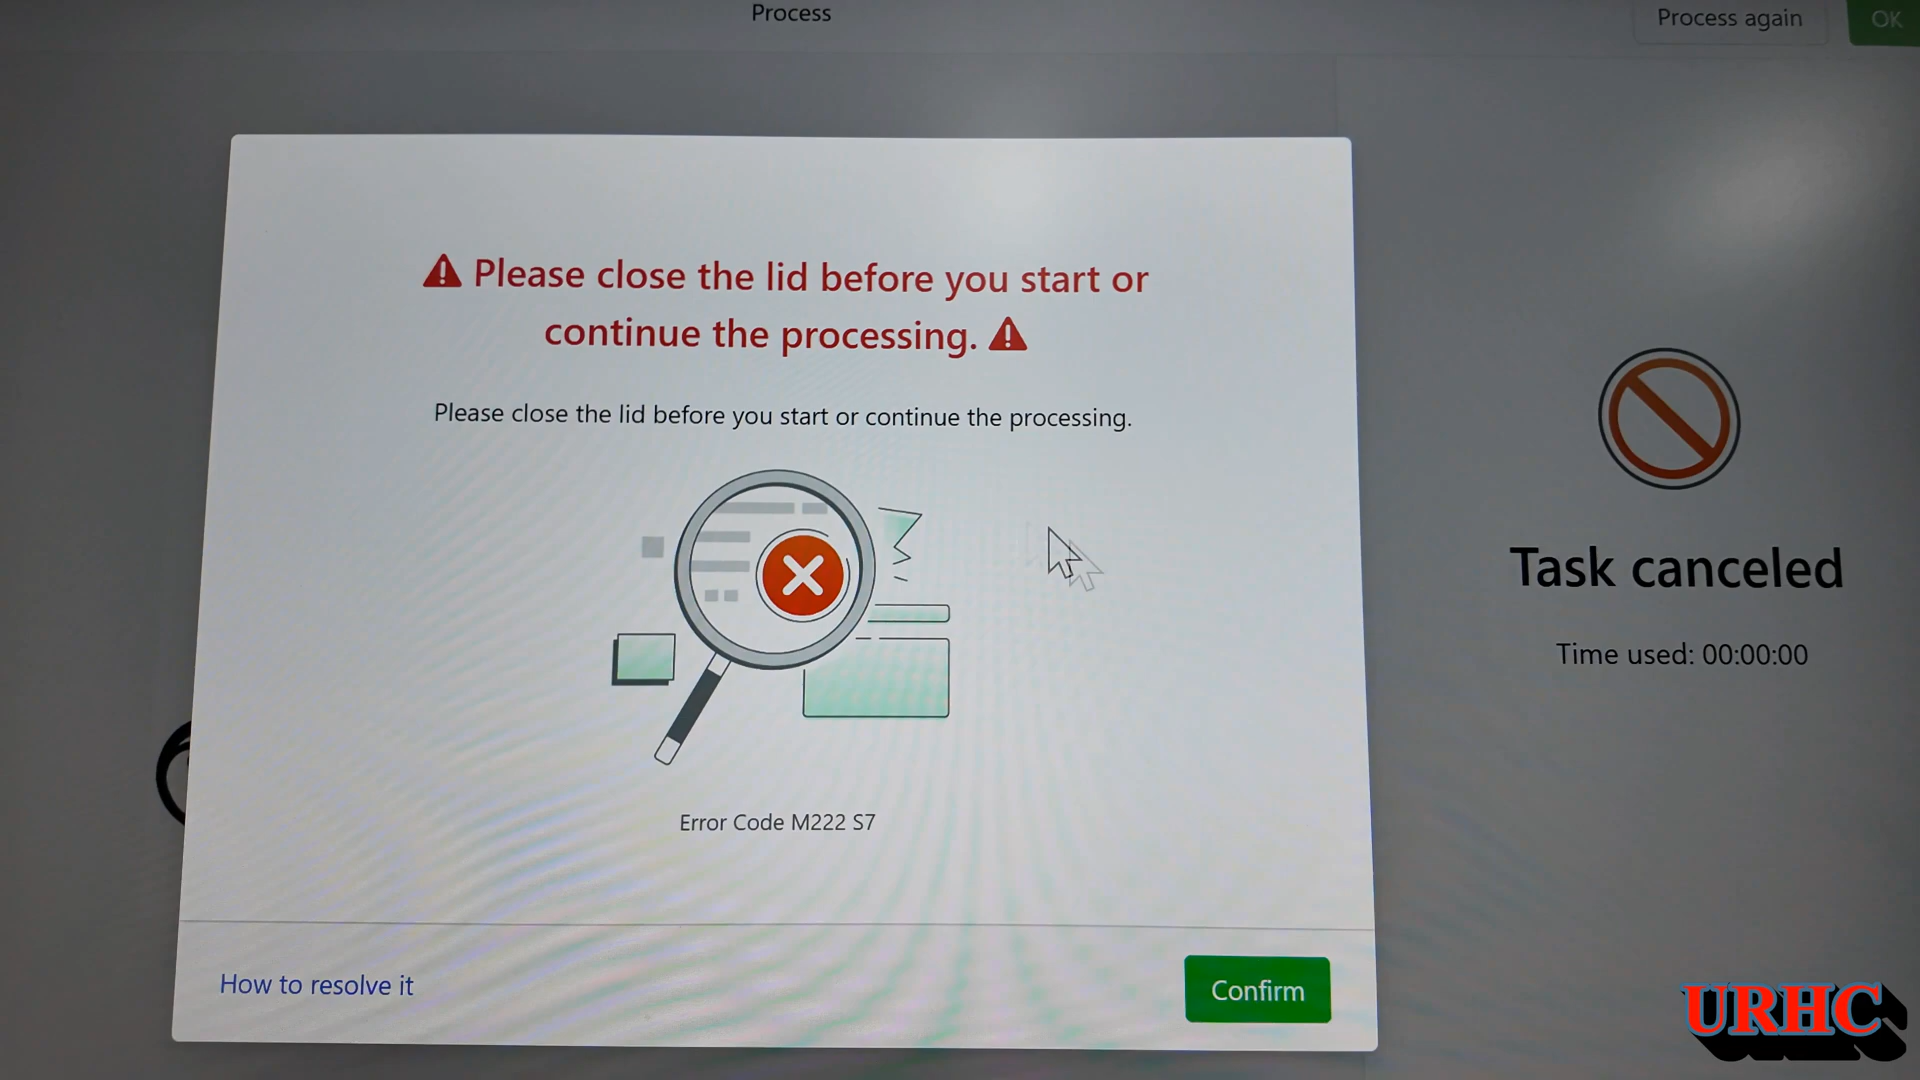 Process
Process again
OK
Please close the lid before you start or
continue the processing.
Please close the lid before you start or continue the processing.
Error Code M222 S7
How to resolve it
Confirm
Task canceled
Time used: 00:00:00
URHC